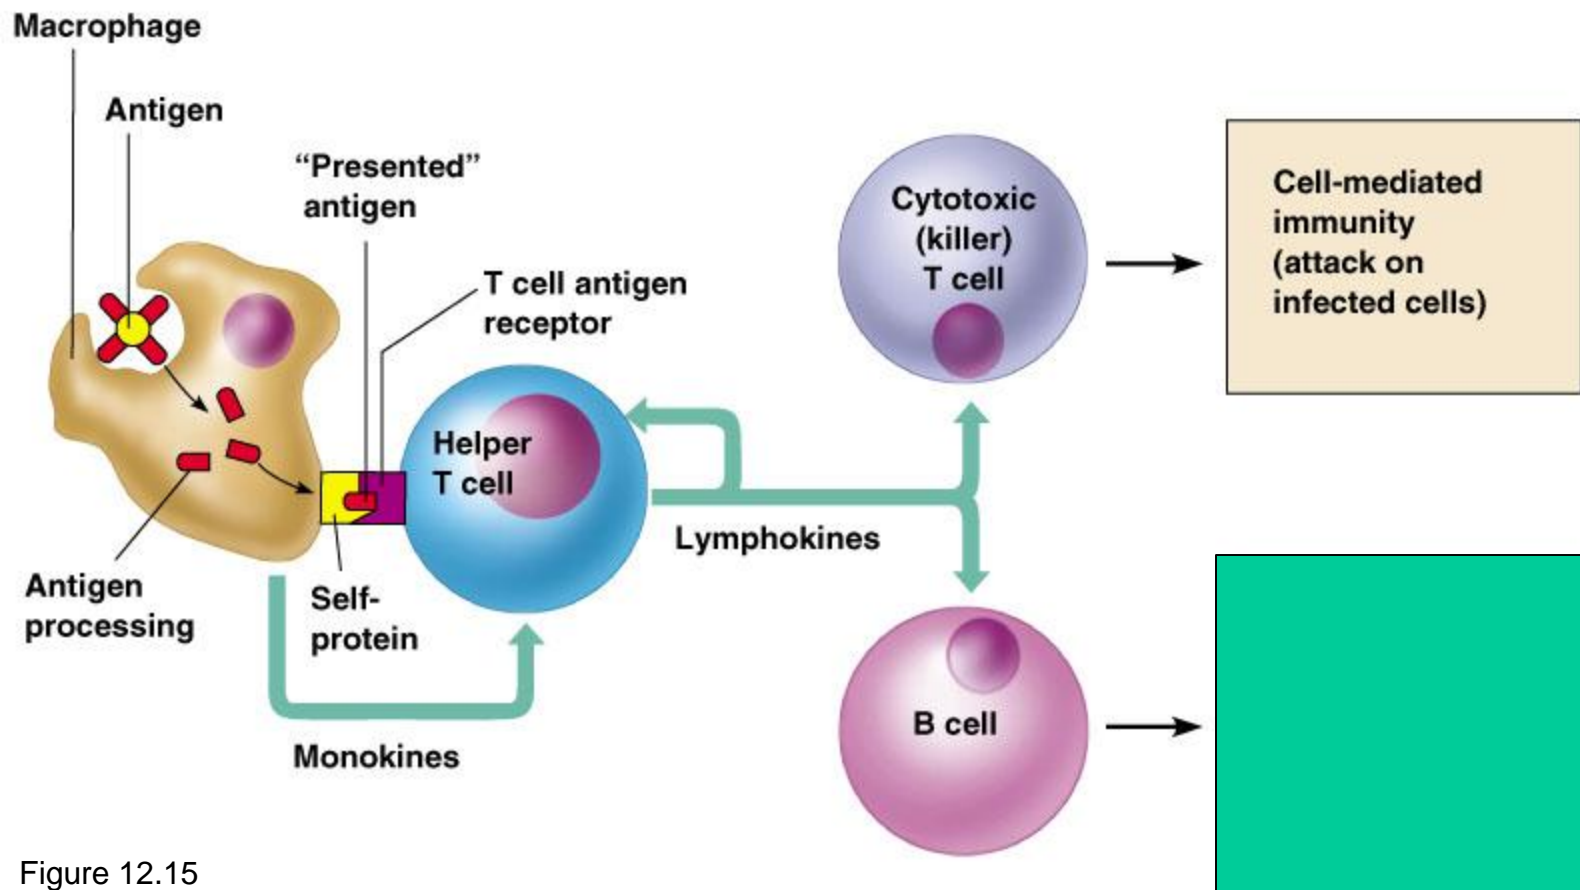 Macrophage
Antigen
“Presented”
antigen
T cell antigen
receptor
Helper
T cell
Antigen
processing
Self-
protein
Monokines
Lymphokines
Cytotoxic
(killer)
T cell
Cell-mediated
immunity
(attack on
infected cells)
B cell
Figure 12.15